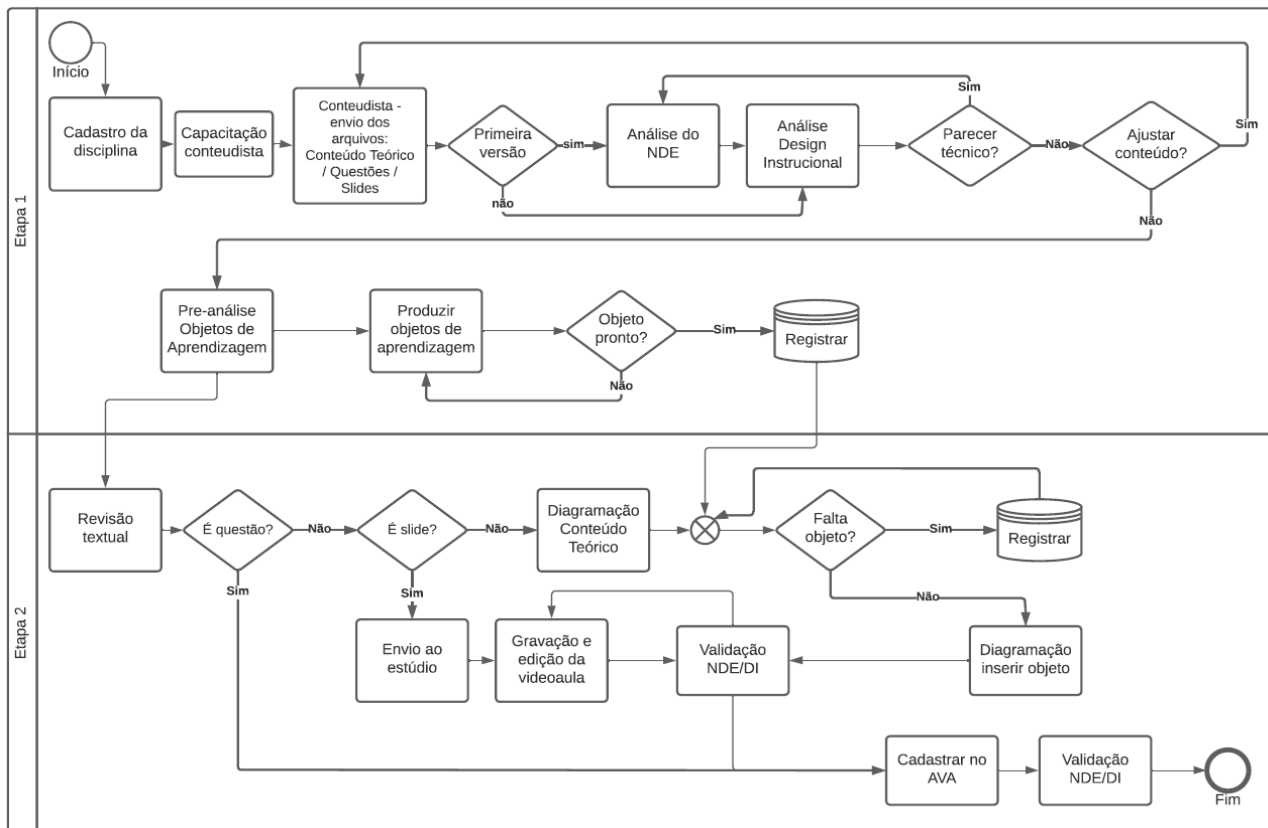 Etapa 1
Início
Cadastro da
disciplina
Capacitação
conteudista
Conteudista -
envio dos
arquivos:
Conteúdo Teórico
/ Questões /
Slides
Primeira
versão
sim
não
Análise do
NDE
Análise
Design
Instrucional
Sim
Parecer
técnico?
Não
Ajustar
conteúdo?
Sim
Não
Pre-análise
Objetos de
Aprendizagem
Produzir
objetos de
aprendizagem
Objeto
pronto?
Sim
Não
Registrar
Etapa 2
Revisão
textual
É questão?
Não
Sim
É slide?
Não
Sim
Diagramação
Conteúdo
Teórico
Falta
objeto?
Sim
Não
Registrar
Envio ao
estúdio
Gravação e
edição da
videoaula
Validação
NDE/DI
Diagramação
inserir objeto
Cadastrar no
AVA
Validação
NDE/DI
Fim